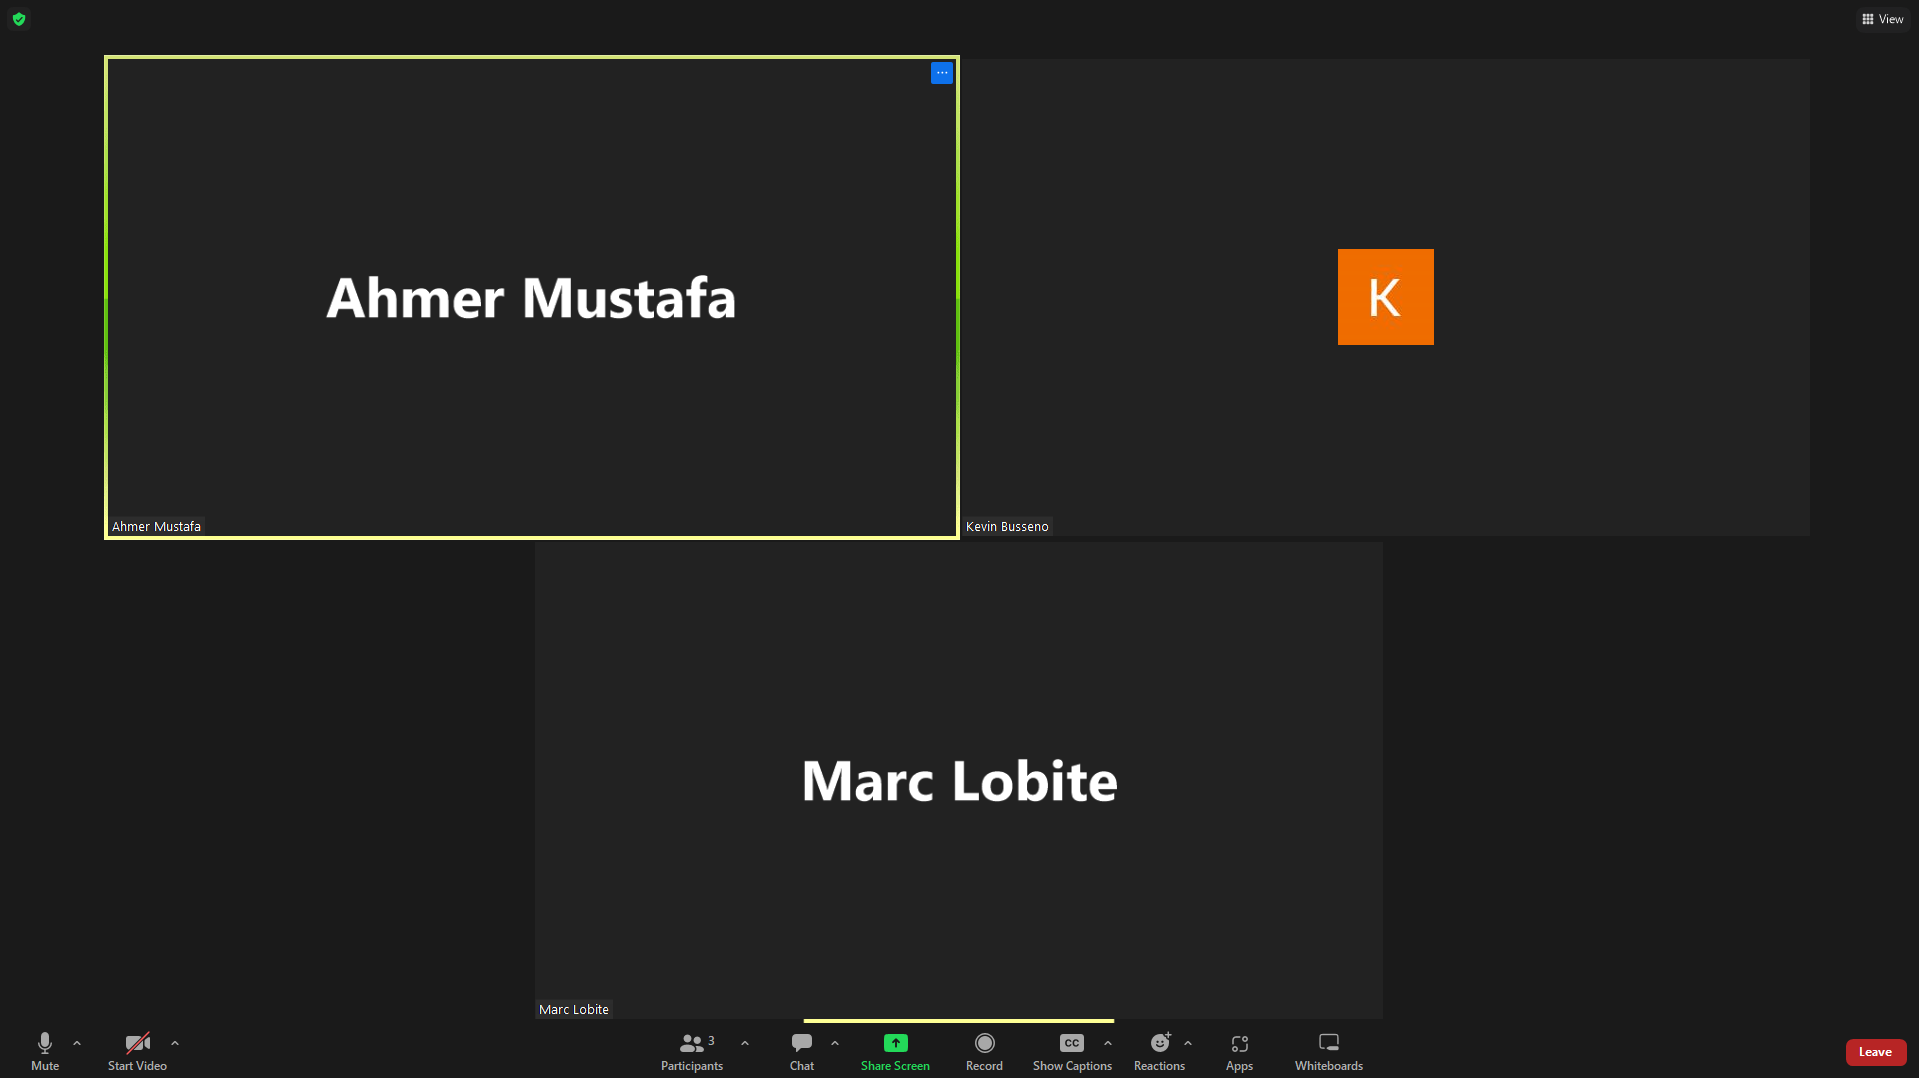 View
Ahmer Mustafa
K
Ahmer Mustafa
Kevin Busseno
Marc Lobite
Marc Lobite
Mute
Start Video
3
Participants
Chat
Share Screen
Record
CC
Show Captions
Reactions
Apps
Whiteboards
Leave